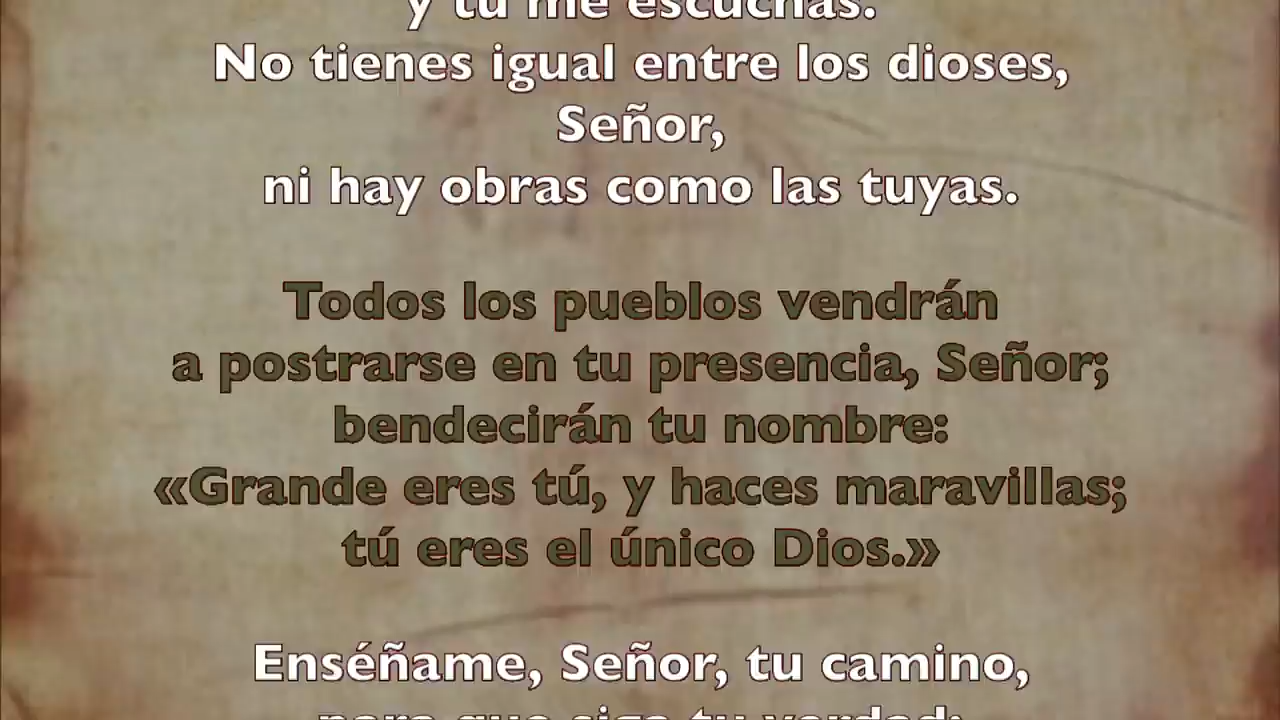 y tú me escuchas.
No tienes igual entre los dioses,
Señor,
ni hay obras como las tuyas.
Todos los pueblos vendrán
a postrarse en tu presencia, Señor;
bendecirán tu nombre:
«Grande eres tú, y haces maravillas;
tú eres el único Dios.»
Enséñame, Señor, tu camino,
para que siga tu verdad;